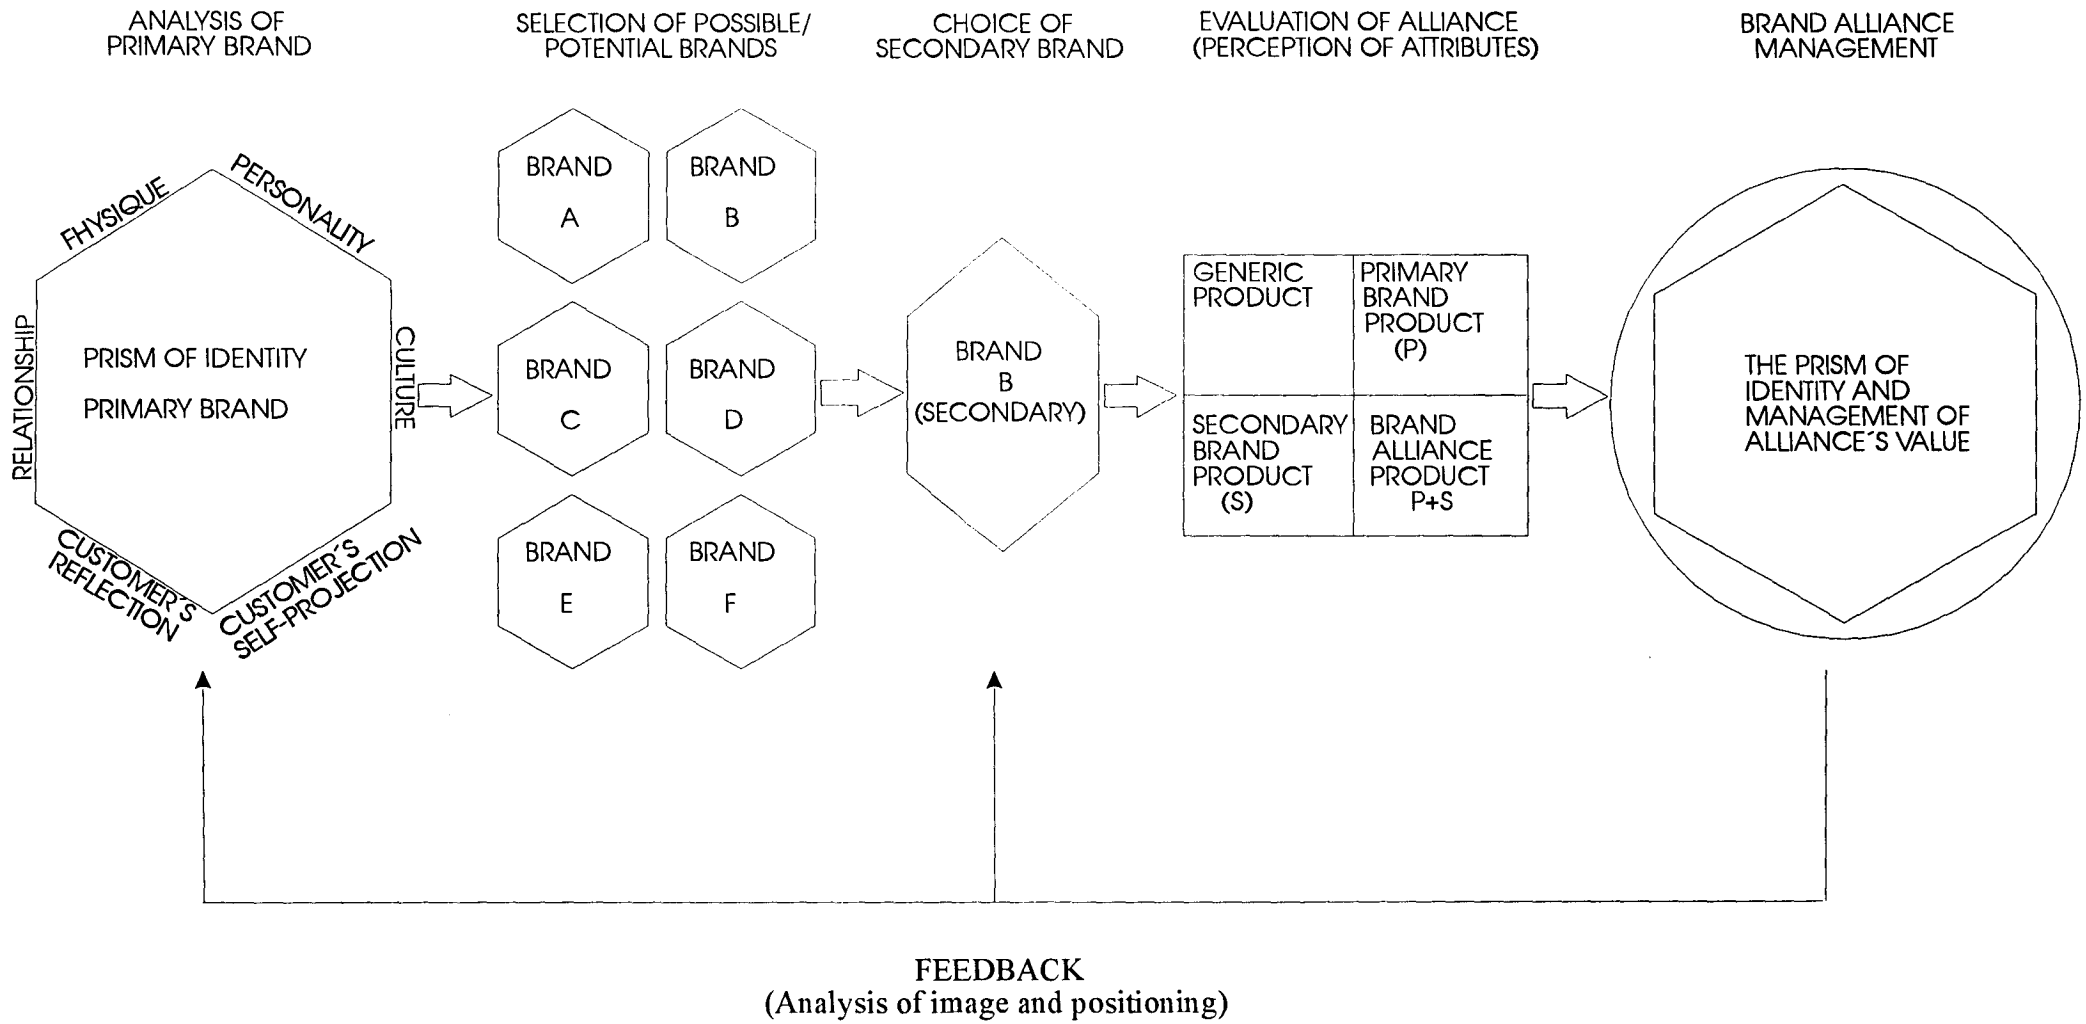 ANALYSIS OF
PRIMARY BRAND
SELECTION OF POSSIBLE/
POTENTIAL BRANDS
CHOICE OF
SECONDARY BRAND
EVALUATION OF ALLIANCE
(PERCEPTION OF ATTRIBUTES)
BRAND ALLIANCE
MANAGEMENT
FHYSIQUE
PERSONALITY
RELATIONSHIP
CULTURE
PRISM OF IDENTITY
PRIMARY BRAND
CUSTOMER´S
REFLECTION
CUSTOMER´S
SELF-PROJECTION
BRAND
A
BRAND
B
BRAND
C
BRAND
D
BRAND
E
BRAND
F
BRAND
B
(SECONDARY)
GENERIC
PRODUCT
PRIMARY
BRAND
PRODUCT
(P)
SECONDARY
BRAND
PRODUCT
(S)
BRAND
ALLIANCE
PRODUCT
P+S
THE PRISM OF
IDENTITY AND
MANAGEMENT OF
ALLIANCE´S VALUE
FEEDBACK
(Analysis of image and positioning)